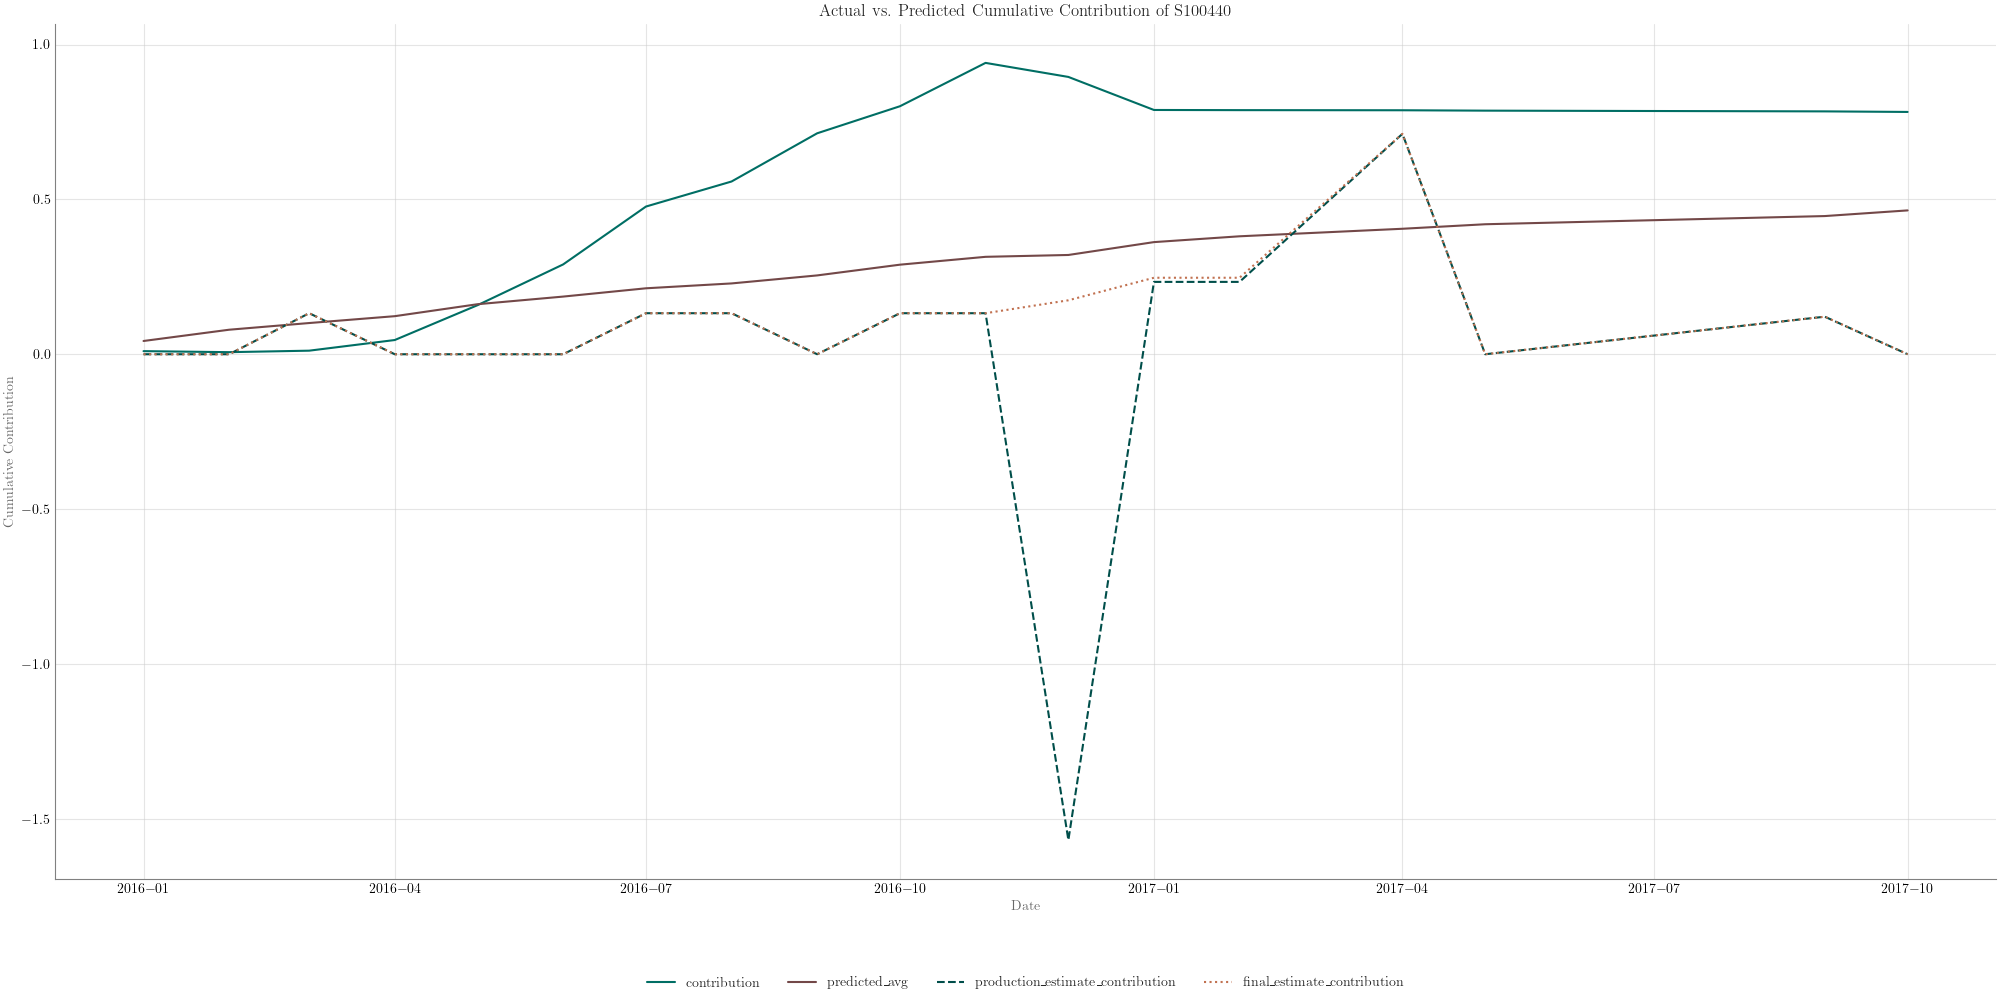 Actual vs. Predicted Cumulative Contribution of S100440
1.0
0.5
0.0
−0.5
−1.0
−1.5
Cumulative Contribution
2016−01 2016−04 2016−07 2016−10 2017−01 2017−04 2017−07 2017−10
Date
contribution predicted_avg production_estimate_contribution final_estimate_contribution